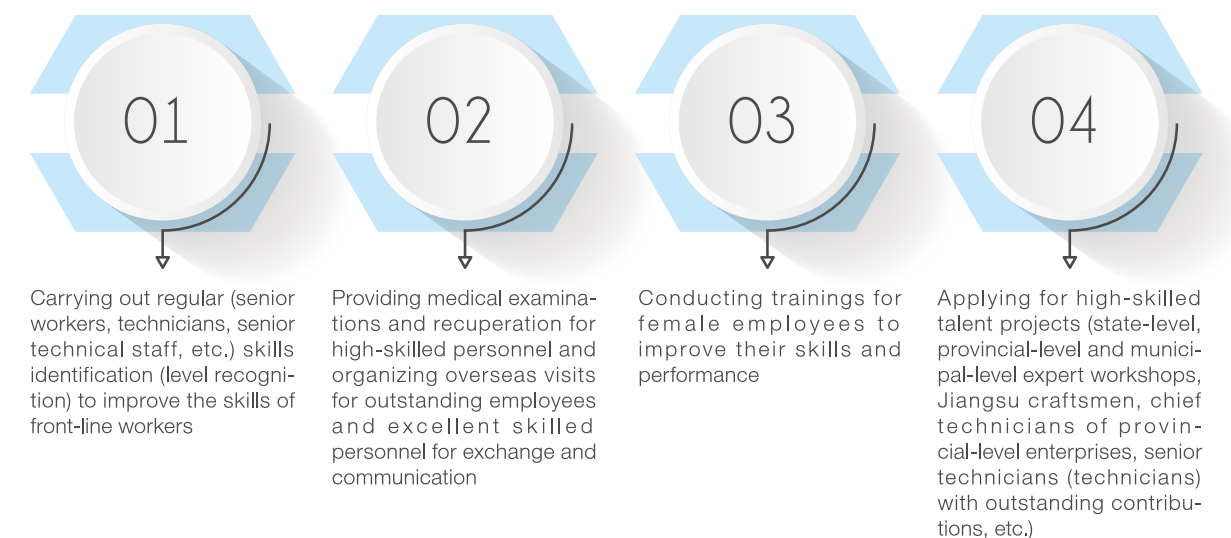 01
Carrying out regular (senior
workers, technicians, senior
technical staff, etc.) skills
identification (level recogni-
tion) to improve the skills of
front-line workers
02
Providing medical examina-
tions and recuperation for
high-skilled personnel and
organizing overseas visits
for outstanding employees
and excellent skilled
personnel for exchange and
communication
03
Conducting trainings for
female employees to
improve their skills and
performance
04
Applying for high-skilled
talent projects (state-level,
provincial-level and munici-
pal-level expert workshops,
Jiangsu craftsmen, chief
technicians of provin-
cial-level enterprises, senior
technicians (technicians)
with outstanding contribu-
tions, etc.)